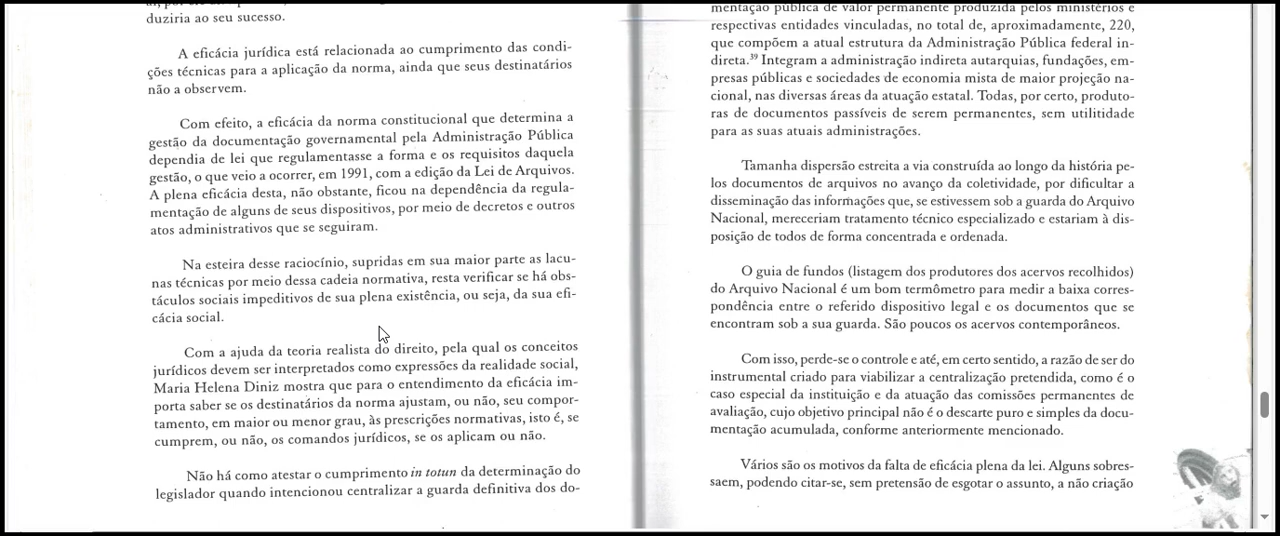 duziria ao seu sucesso.
A eficácia jurídica está relacionada ao cumprimento das condi-
ções técnicas para a aplicação da norma, ainda que seus destinatários
não a observem.
Com efeito, a eficácia da norma constitucional que determina a
gestão da documentação governamental pela Administração Pública
dependia de lei que regulamentasse a forma e os requisitos daquela
gestão, o que veio a ocorrer, em 1991, com a edição da Lei de Arquivos.
A plena eficácia desta, não obstante, ficou na dependência da regula-
mentação de alguns de seus dispositivos, por meio de decretos e outros
atos administrativos que se seguiram.
Na esteira desse raciocínio, supridas em sua maior parte as lacu-
nas técnicas por meio dessa cadeia normativa, resta verificar se há obs-
táculos sociais impeditivos de sua plena existência, ou seja, da sua efi-
cácia social.
Com a ajuda da teoria realista do direito, pela qual os conceitos
jurídicos devem ser interpretados como expressões da realidade social,
Maria Helena Diniz mostra que para o entendimento da eficácia im-
porta saber se os destinatários da norma ajustam, ou não, seu compor-
tamento, em maior ou menor grau, às prescrições normativas, isto é, se
cumprem, ou não, os comandos jurídicos, se os aplicam ou não.
Não há como atestar o cumprimento in totun da determinação do
legislador quando intencionou centralizar a guarda definitiva dos do-
mentação pública de valor permanente produzida pelos ministérios e
respectivas entidades vinculadas, no total de, aproximadamente, 220,
que compõem a atual estrutura da Administração Pública federal in-
direta.³⁹ Integram a administração indireta autarquias, fundações, em-
presas públicas e sociedades de economia mista de maior projeção na-
cional, nas diversas áreas da atuação estatal. Todas, por certo, produto-
ras de documentos passíveis de serem permanentes, sem utilitidade
para as suas atuais administrações.
Tamanha dispersão estreita a via construída ao longo da história pe-
los documentos de arquivos no avanço da coletividade, por dificultar a
disseminação das informações que, se estivessem sob a guarda do Arquivo
Nacional, mereceriam tratamento técnico especializado e estariam à dis-
posição de todos de forma concentrada e ordenada.
O guia de fundos (listagem dos produtores dos acervos recolhidos)
do Arquivo Nacional é um bom termômetro para medir a baixa corres-
pondência entre o referido dispositivo legal e os documentos que se
encontram sob a sua guarda. São poucos os acervos contemporâneos.
Com isso, perde-se o controle e até, em certo sentido, a razão de ser do
instrumental criado para viabilizar a centralização pretendida, como é o
caso especial da instituição e da atuação das comissões permanentes de
avaliação, cujo objetivo principal não é o descarte puro e simples da docu-
mentação acumulada, conforme anteriormente mencionado.
Vários são os motivos da falta de eficácia plena da lei. Alguns sobres-
saem, podendo citar-se, sem pretensão de esgotar o assunto, a não criação